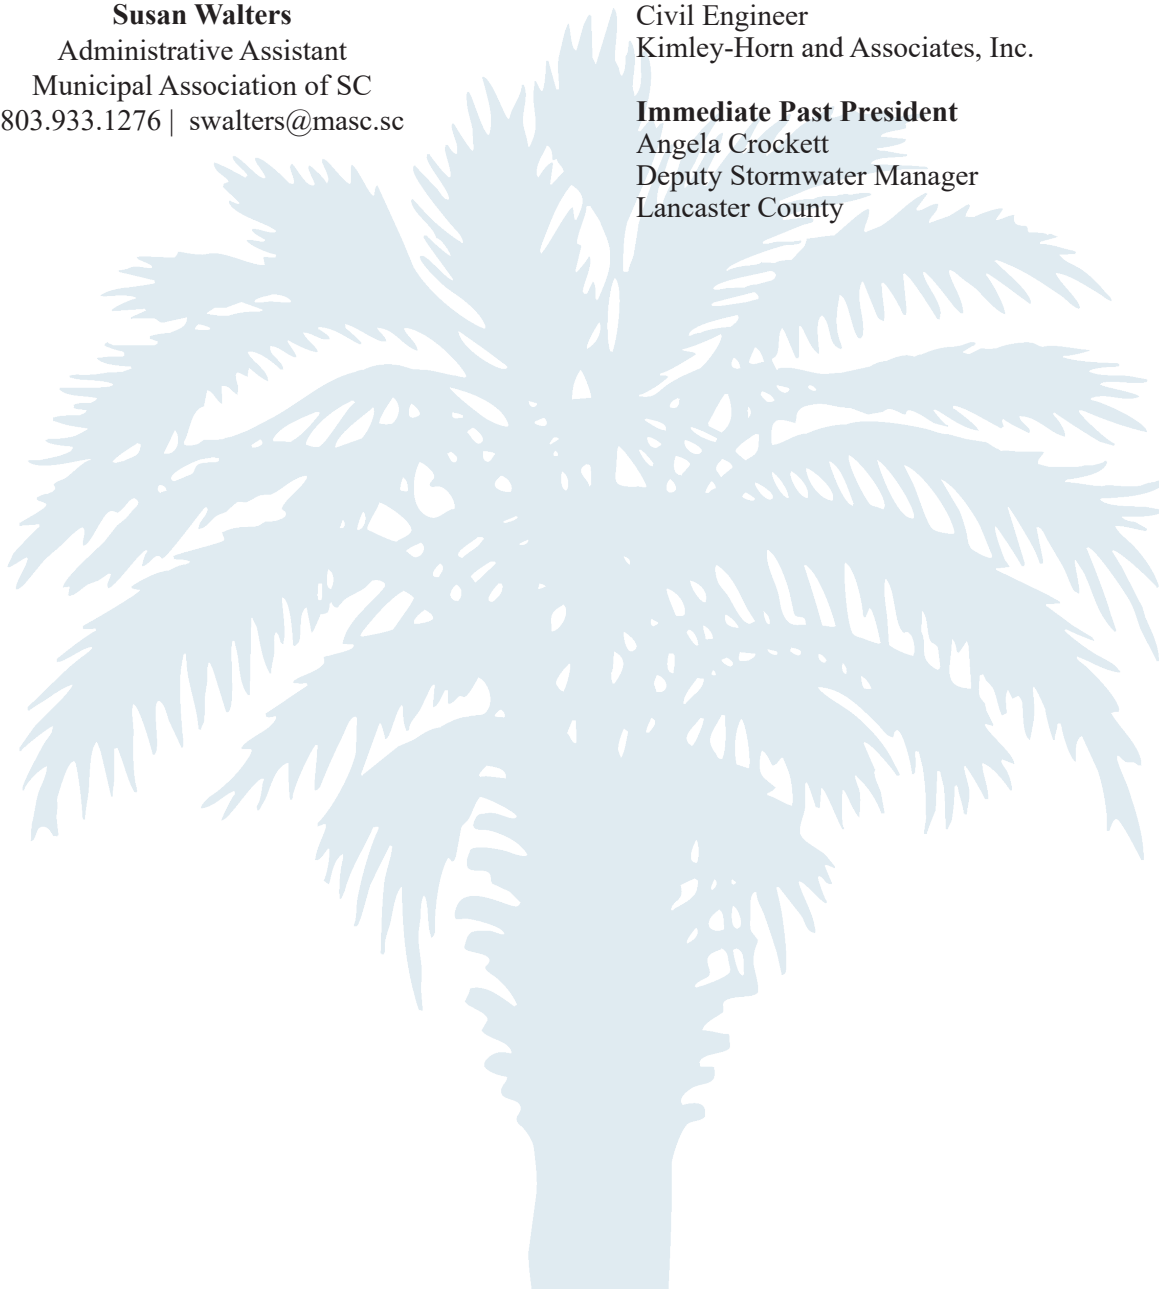 Susan Walters
Administrative Assistant
Municipal Association of SC
803.933.1276 | swalters@masc.sc
Civil Engineer
Kimley-Horn and Associates, Inc.
Immediate Past President
Angela Crockett
Deputy Stormwater Manager
Lancaster County